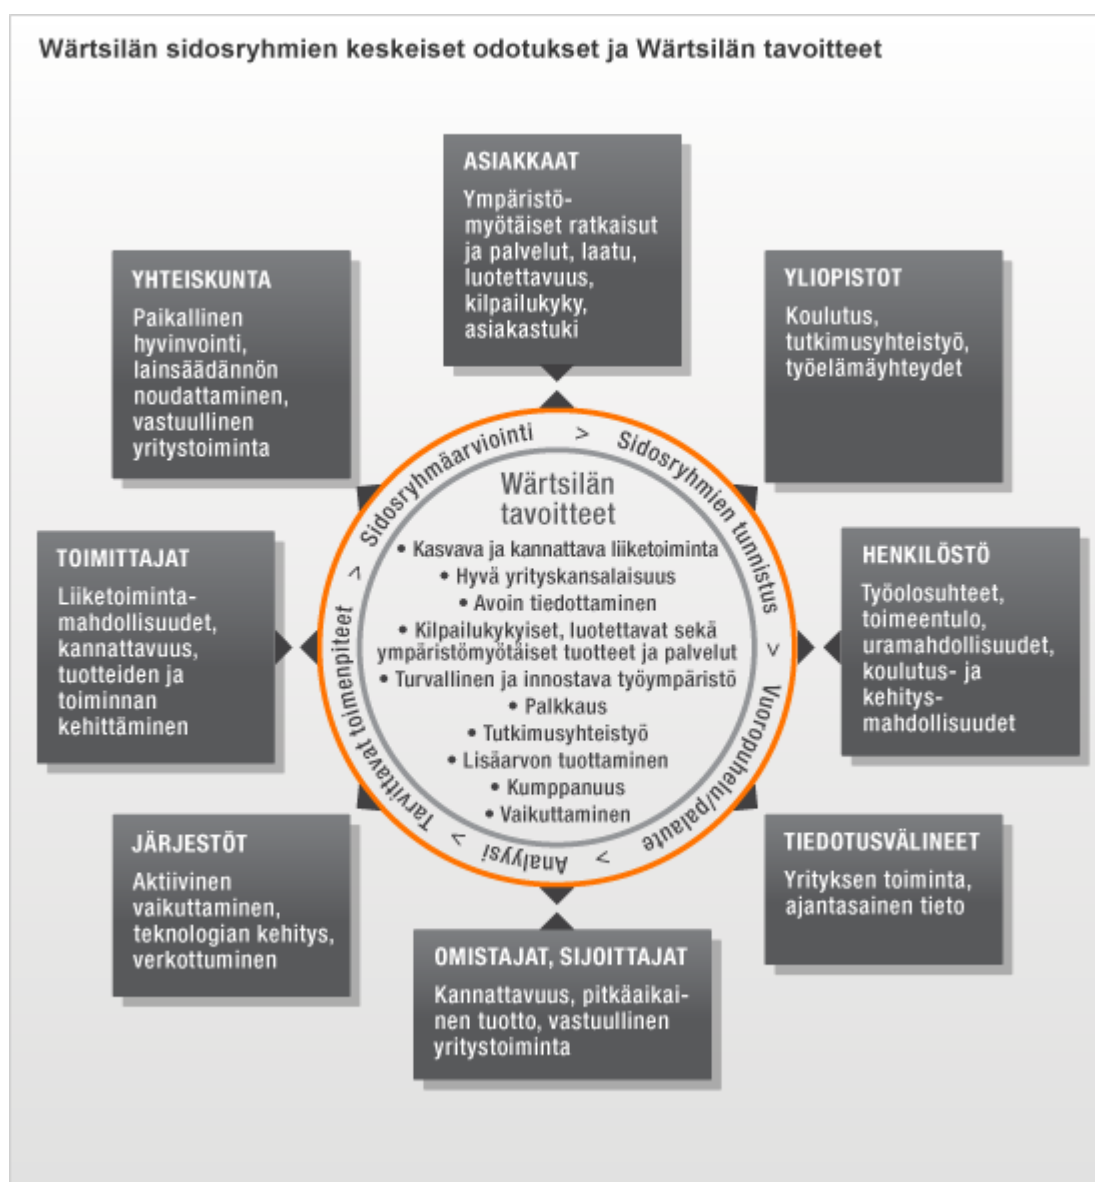 Wärtsilän sidosryhmien keskeiset odotukset ja Wärtsilän tavoitteet
ASIAKKAAT
Ympäristö-
myötäiset ratkaisut
ja palvelut, laatu,
luotettavuus,
kilpailukyky,
asiakastuki
YHTEISKUNTA
Paikallinen
hyvinvointi,
lainsäädännön
noudattaminen,
vastuullinen
yritystoiminta
YLIOPISTOT
Koulutus,
tutkimusyhteistyö,
työelämäyhteydet
TOIMITTAJAT
Liiketoiminta-
mahdollisuudet,
kannattavuus,
tuotteiden ja
toiminnan
kehittäminen
Sidosryhmäarviointi > Sidosryhmien tunnistus > Vuoropuhelu/palaute > Analyysi > Tarvittavat toimenpiteet >
Wärtsilän
tavoitteet
• Kasvava ja kannattava liiketoiminta
• Hyvä yrityskansalaisuus
• Avoin tiedottaminen
• Kilpailukykyiset, luotettavat sekä
ympäristömyötäiset tuotteet ja palvelut
• Turvallinen ja innostava työympäristö
• Palkkaus
• Tutkimusyhteistyö
• Lisäarvon tuottaminen
• Kumppanuus
• Vaikuttaminen
HENKILÖSTÖ
Työolosuhteet,
toimeentulo,
uramahdollisuudet,
koulutus- ja
kehitys-
mahdollisuudet
JÄRJESTÖT
Aktiivinen
vaikuttaminen,
teknologian kehitys,
verkottuminen
OMISTAJAT, SIJOITTAJAT
Kannattavuus, pitkäaikai-
nen tuotto, vastuullinen
yritystoiminta
TIEDOTUSVÄLINEET
Yrityksen toiminta,
ajantasainen tieto